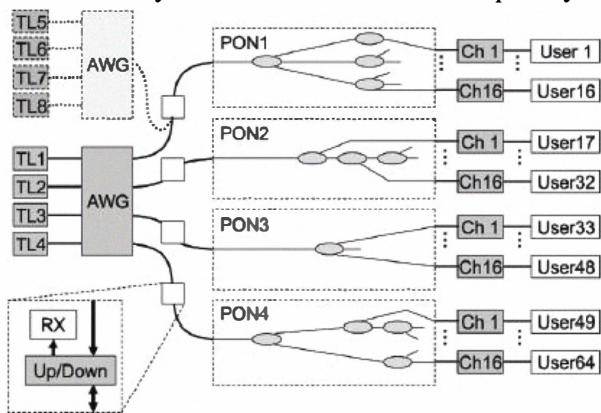 TL5
TL6
TL7
TL8
AWG
TL1
TL2
TL3
TL4
AWG
RX
Up/Down
PON1
Ch 1
User 1
Ch16
User16
PON2
Ch 1
User17
Ch16
User32
PON3
Ch 1
User33
Ch16
User48
PON4
Ch 1
User49
Ch16
User64